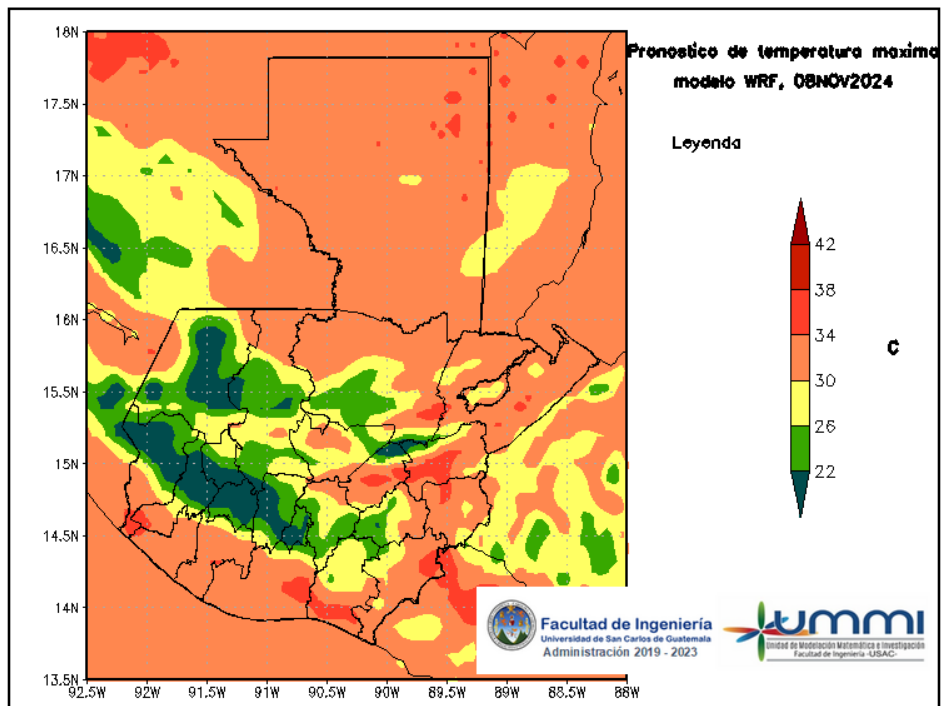 Pronostico de temperatura maxima
modelo WRF, 08NOV2024
Leyenda
42
38
34
30
26
22
C
18N
17.5N
17N
16.5N
16N
15.5N
15N
14.5N
14N
13.5N
92.5W
92W
91.5W
91W
90.5W
90W
89.5W
89W
88.5W
88W
Facultad de Ingeniería
Universidad de San Carlos de Guatemala
Administración 2019 - 2023
UMMI
Unidad de Modelación Matemática e Investigación
Facultad de Ingeniería -USAC-